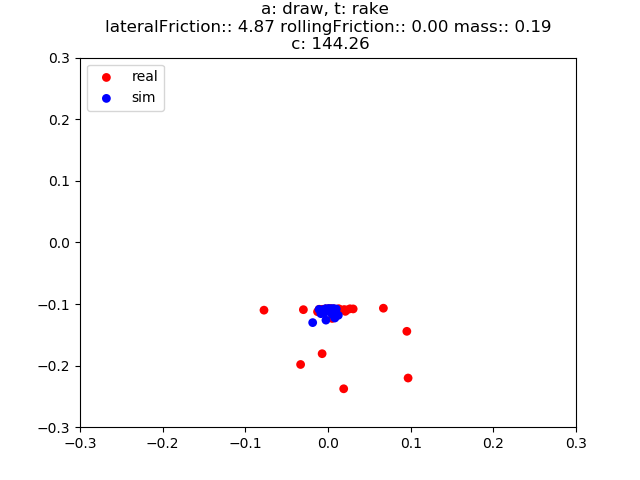 a: draw, t: rake
lateralFriction:: 4.87 rollingFriction:: 0.00 mass:: 0.19
c: 144.26
real
sim
0.3
0.2
0.1
0.0
−0.1
−0.2
−0.3
−0.3 −0.2 −0.1 0.0 0.1 0.2 0.3